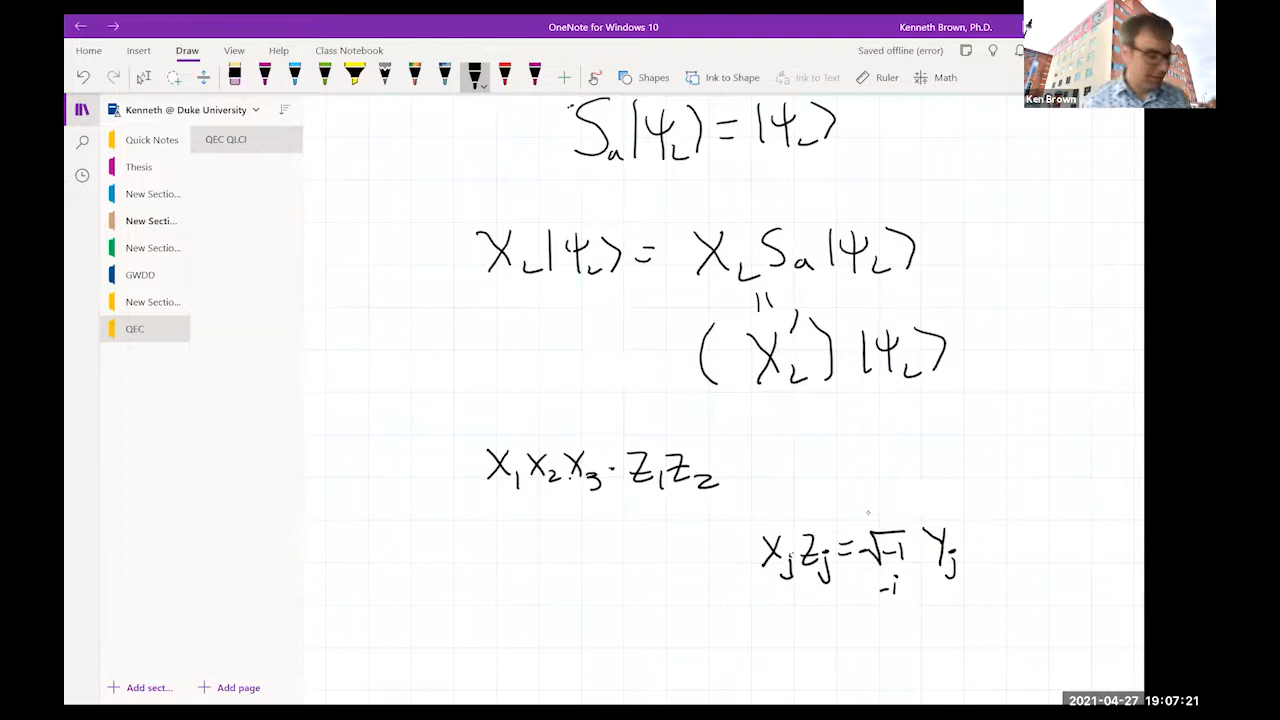 OneNote for Windows 10
Kenneth Brown, Ph.D.
Home Insert Draw View Help Class Notebook
Saved offline (error)
Shapes Ink to Shape Ink to Text Ruler Math
Ken Brown
Kenneth @ Duke University
Quick Notes
Thesis
New Sectio...
New Secti...
New Sectio...
GWDD
New Sectio...
QEC
QEC QLCI
Sa|ψL⟩ = |ψL⟩
XL|ψL⟩ = XL Sa|ψL⟩
"
(XL') |ψL⟩
X1X2X3 · Z1Z2
XjZj = -√-1 Yj
-i
Add sect... Add page
2021-04-27 19:07:21